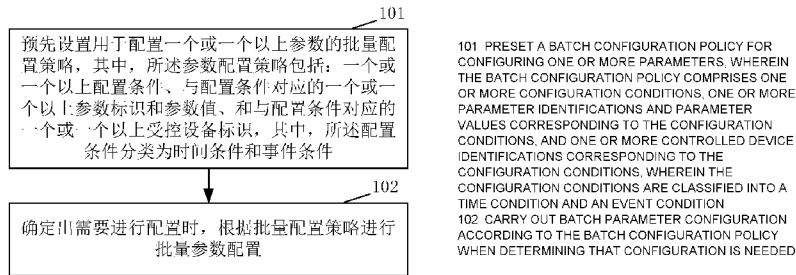 101
预先设置用于配置一个或一个以上参数的批量配
置策略，其中，所述参数配置策略包括：一个或
一个以上配置条件、与配置条件对应的一个或一
个以上参数标识和参数值、和与配置条件对应的
一个或一个以上受控设备标识，其中，所述配置
条件分类为时间条件和事件条件
102
确定出需要进行配置时，根据批量配置策略进行
批量参数配置
101 PRESET A BATCH CONFIGURATION POLICY FOR
CONFIGURING ONE OR MORE PARAMETERS, WHEREIN
THE BATCH CONFIGURATION POLICY COMPRISES ONE
OR MORE CONFIGURATION CONDITIONS, ONE OR MORE
PARAMETER IDENTIFICATIONS AND PARAMETER
VALUES CORRESPONDING TO THE CONFIGURATION
CONDITIONS, AND ONE OR MORE CONTROLLED DEVICE
IDENTIFICATIONS CORRESPONDING TO THE
CONFIGURATION CONDITIONS, WHEREIN THE
CONFIGURATION CONDITIONS ARE CLASSIFIED INTO A
TIME CONDITION AND AN EVENT CONDITION
102 CARRY OUT BATCH PARAMETER CONFIGURATION
ACCORDING TO THE BATCH CONFIGURATION POLICY
WHEN DETERMINING THAT CONFIGURATION IS NEEDED